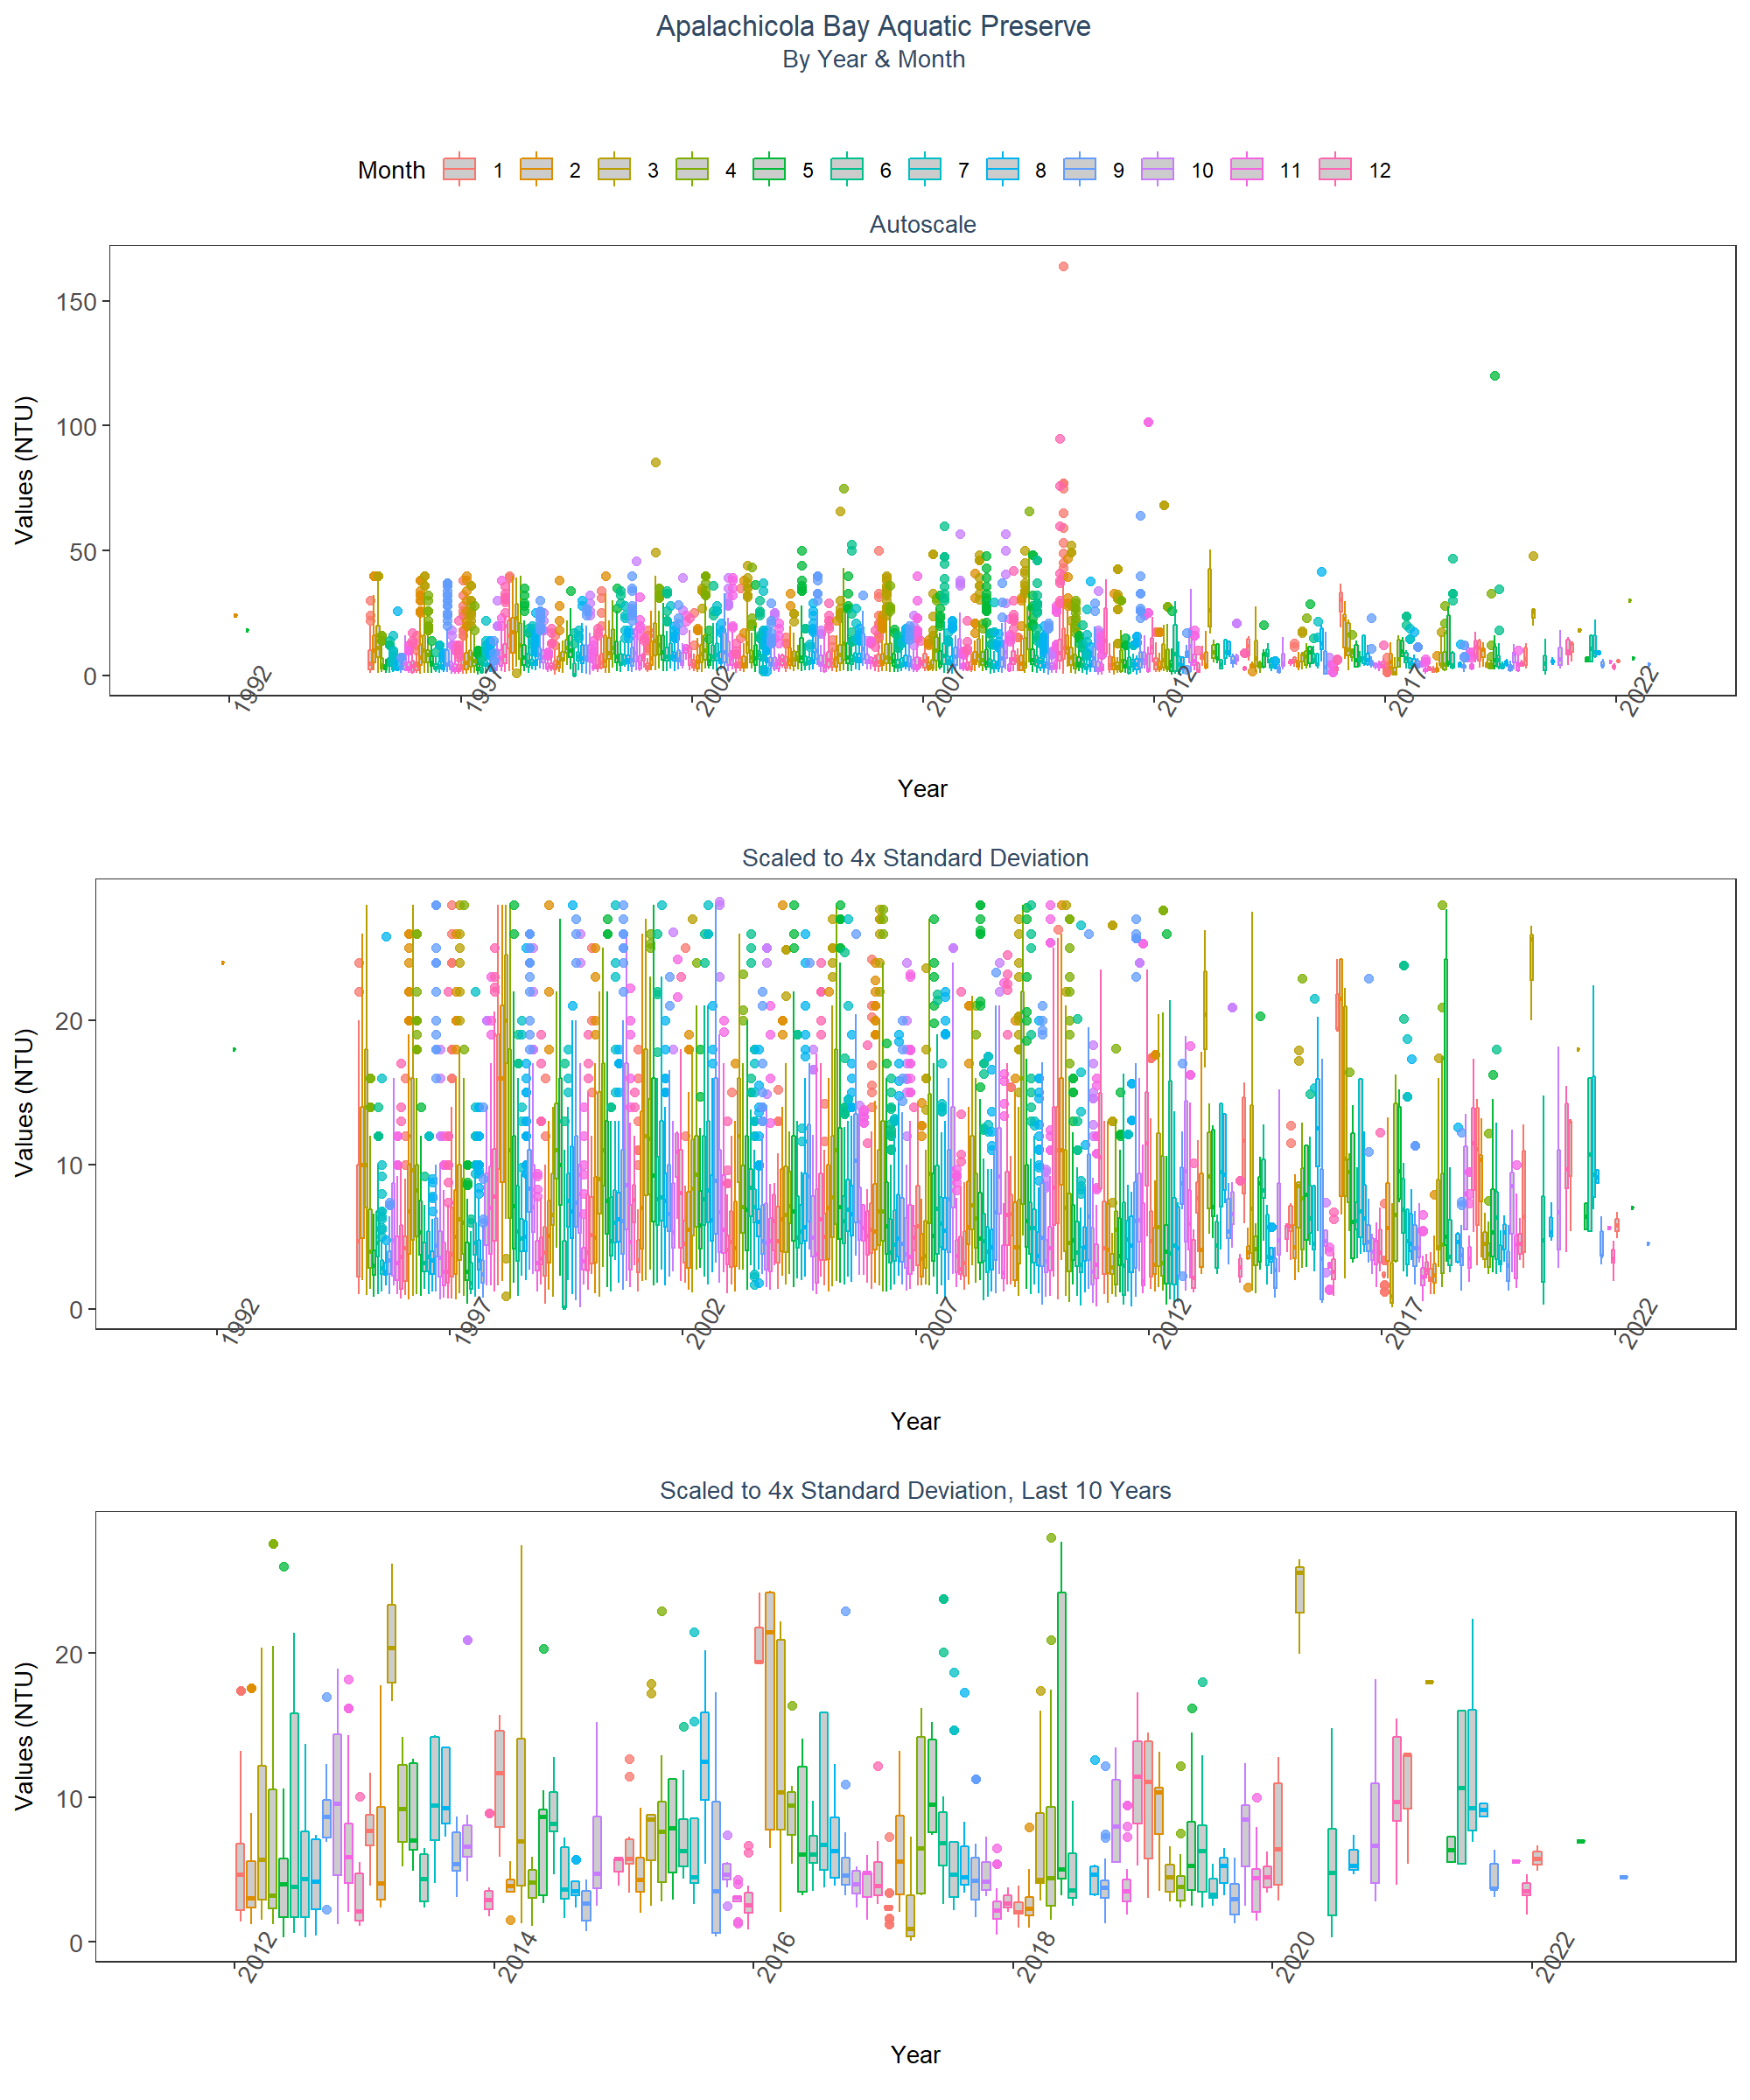 Apalachicola Bay Aquatic Preserve
By Year & Month
Month 1 2 3 4 5 6 7 8 9 10 11 12
Autoscale
Values (NTU)
150
100
50
0
1992 1997 2002 2007 2012 2017 2022
Year
Scaled to 4x Standard Deviation
Values (NTU)
20
10
0
1992 1997 2002 2007 2012 2017 2022
Year
Scaled to 4x Standard Deviation, Last 10 Years
Values (NTU)
20
10
0
2012 2014 2016 2018 2020 2022
Year